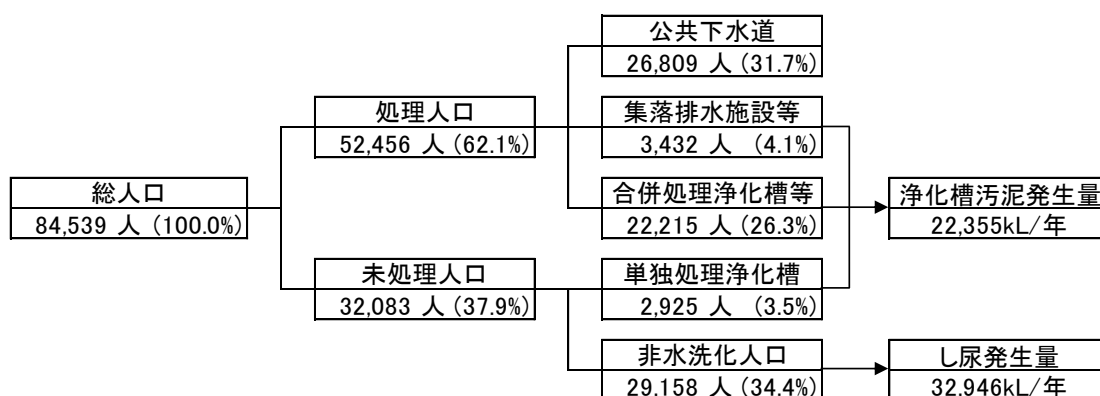 公共下水道
26,809 人 (31.7%)
処理人口
52,456 人 (62.1%)
集落排水施設等
3,432 人 (4.1%)
総人口
84,539 人 (100.0%)
合併処理浄化槽等
22,215 人 (26.3%)
浄化槽汚泥発生量
22,355kL/年
未処理人口
32,083 人 (37.9%)
単独処理浄化槽
2,925 人 (3.5%)
非水洗化人口
29,158 人 (34.4%)
し尿発生量
32,946kL/年